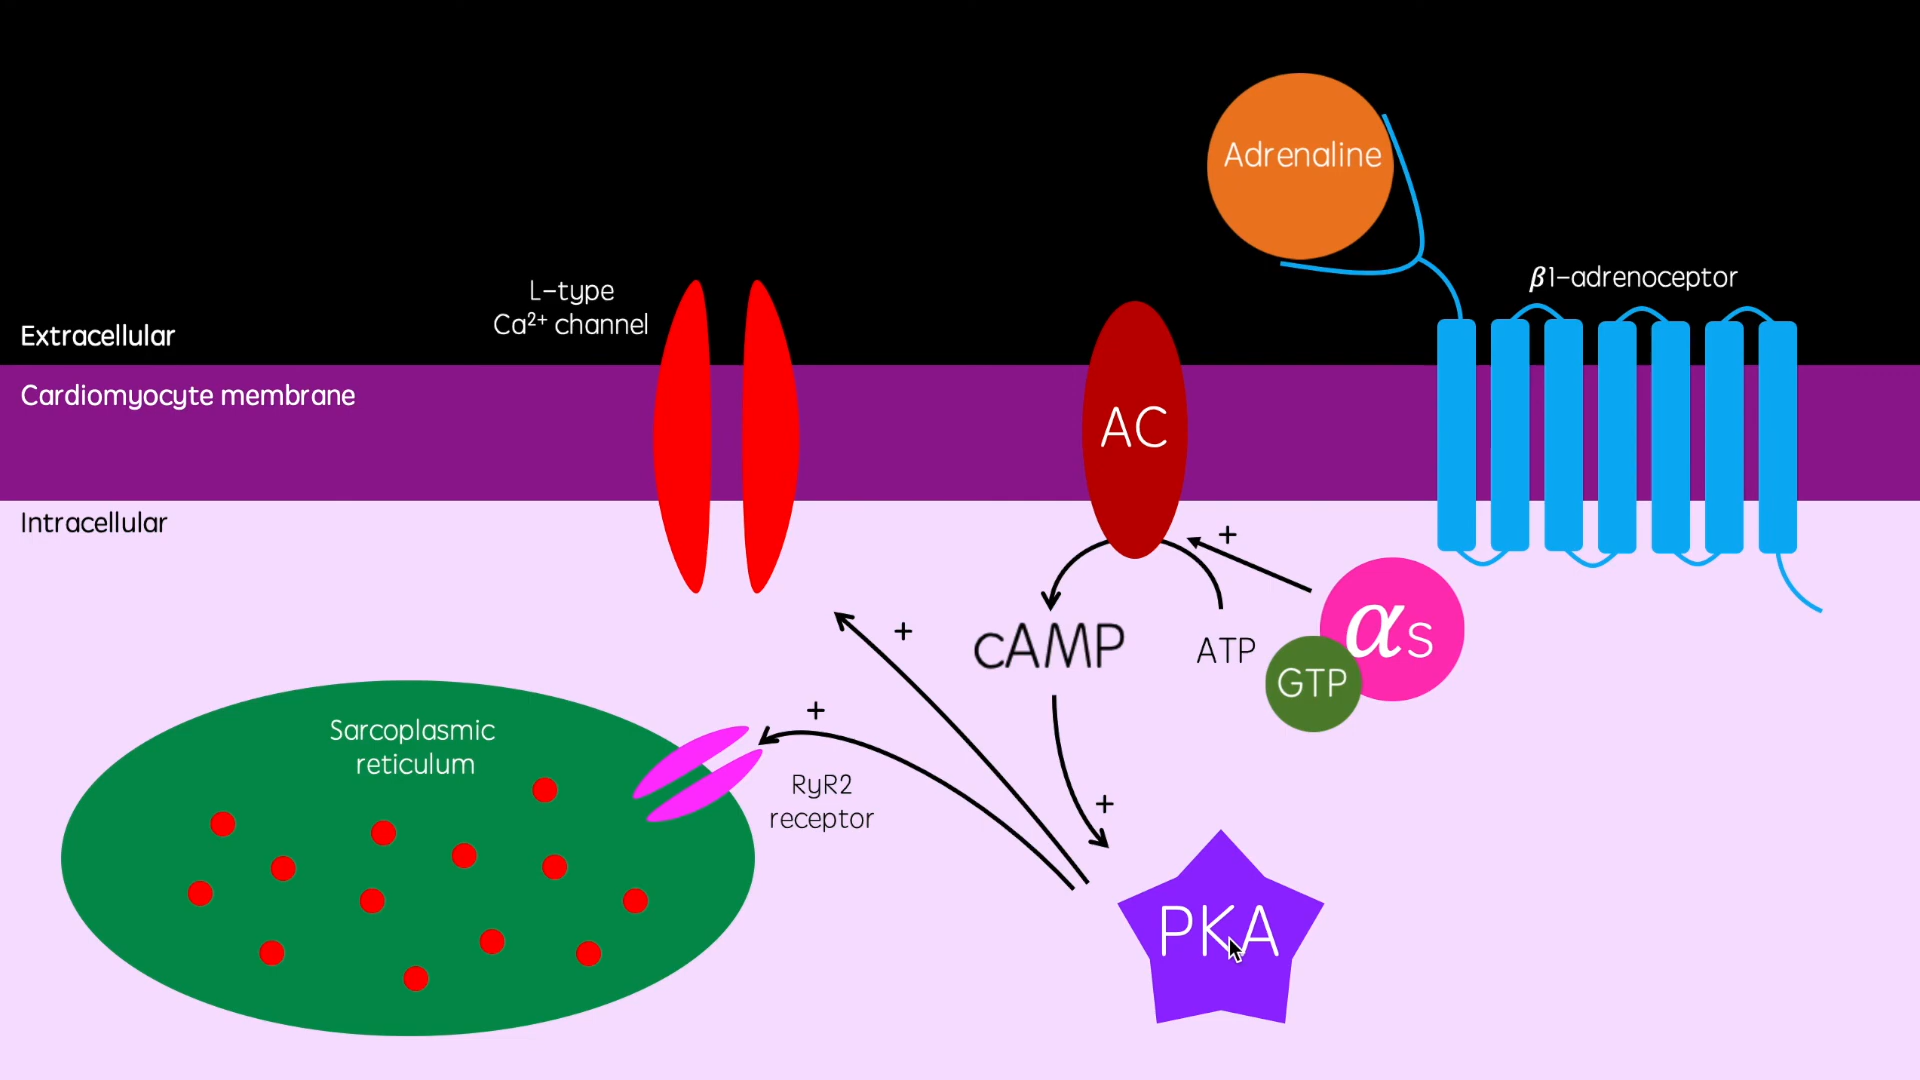 Adrenaline
β1-adrenoceptor
L-type
Ca²⁺ channel
Extracellular
Cardiomyocyte membrane
AC
Intracellular
+
+
cAMP
ATP
αs
GTP
+
Sarcoplasmic
reticulum
RyR2
receptor
+
PKA